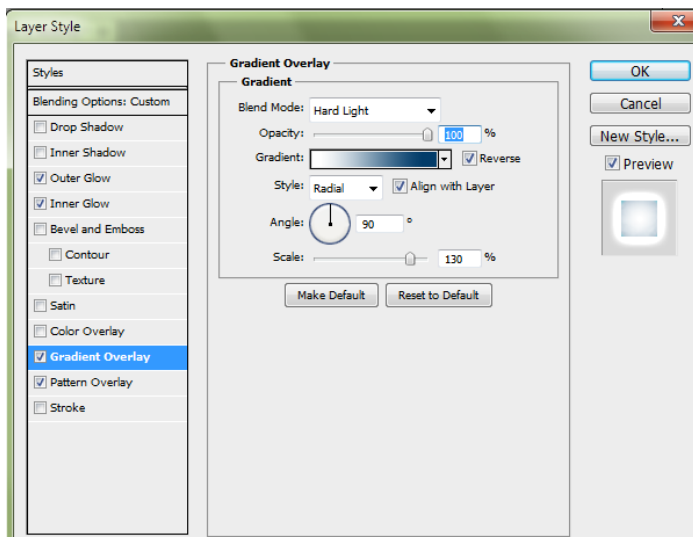 Layer Style
Styles
Blending Options: Custom
Drop Shadow
Inner Shadow
Outer Glow
Inner Glow
Bevel and Emboss
Contour
Texture
Satin
Color Overlay
Gradient Overlay
Pattern Overlay
Stroke
Gradient Overlay
Gradient
Blend Mode: Hard Light
Opacity: 100 %
Gradient: Reverse
Style: Radial Align with Layer
Angle: 90 °
Scale: 130 %
Make Default Reset to Default
OK
Cancel
New Style...
Preview